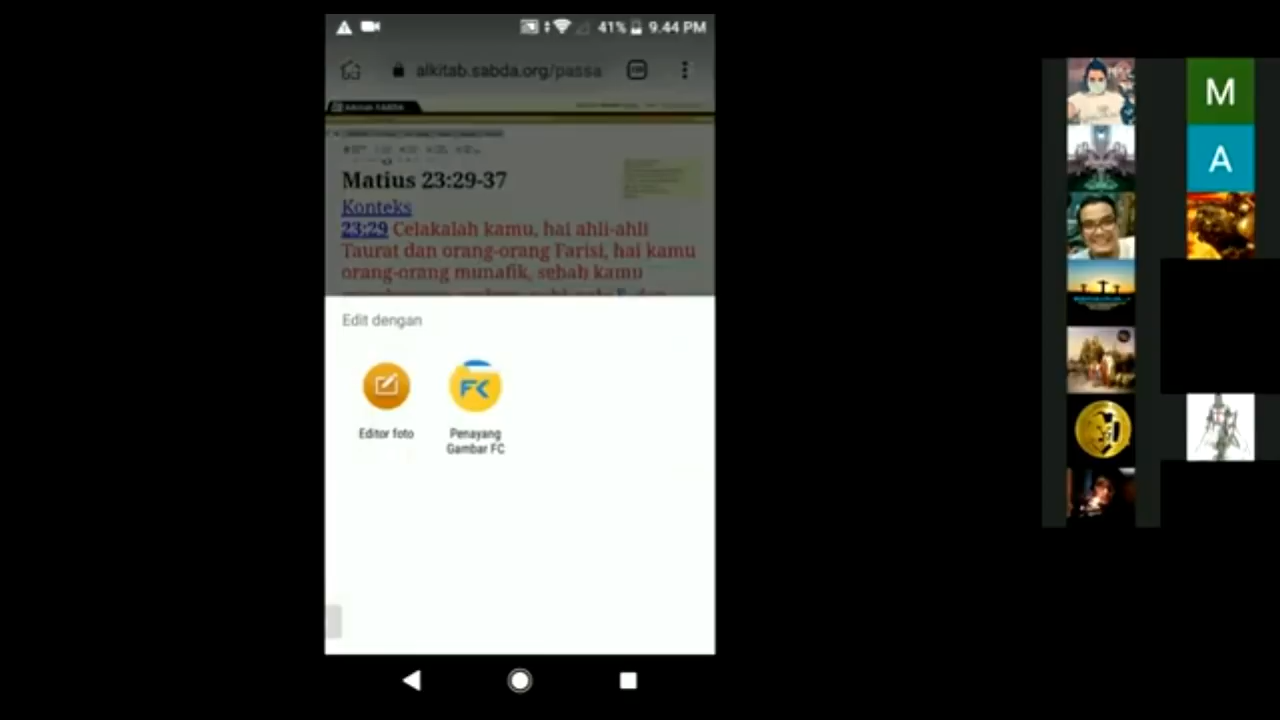 41% 9.44 PM
alkitab.sabda.org/passa
Matius 23:29-37
Konteks
23:29 Celakalah kamu, hai ahli-ahli
Taurat dan orang-orang Farisi, hai kamu
orang-orang munafik, sebab kamu
Edit dengan
FC
Editor foto
Penayang
Gambar FC
M
A